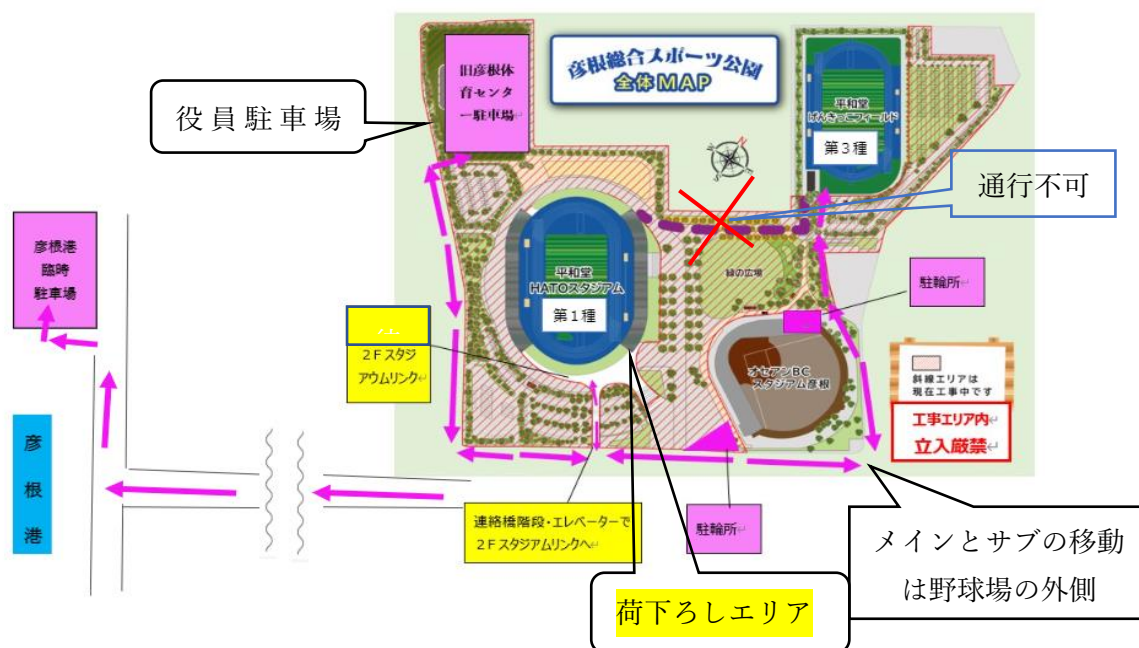 彦根総合スポーツ公園
全体MAP
旧彦根体
育センタ
ー駐車場
役員駐車場
平和堂
げんきっこフィールド
第3種
通行不可
彦根港
臨時
駐車場
平和堂
HATOスタジアム
第1種
緑の広場
駐輪所
2Fスタジ
アウムリンク
オセアンBC
スタジアム彦根
斜線エリアは
現在工事中です
工事エリア内
立入厳禁
彦根港
連絡橋階段・エレベーターで
2Fスタジアムリンクへ
駐輪所
メインとサブの移動
は野球場の外側
荷下ろしエリア